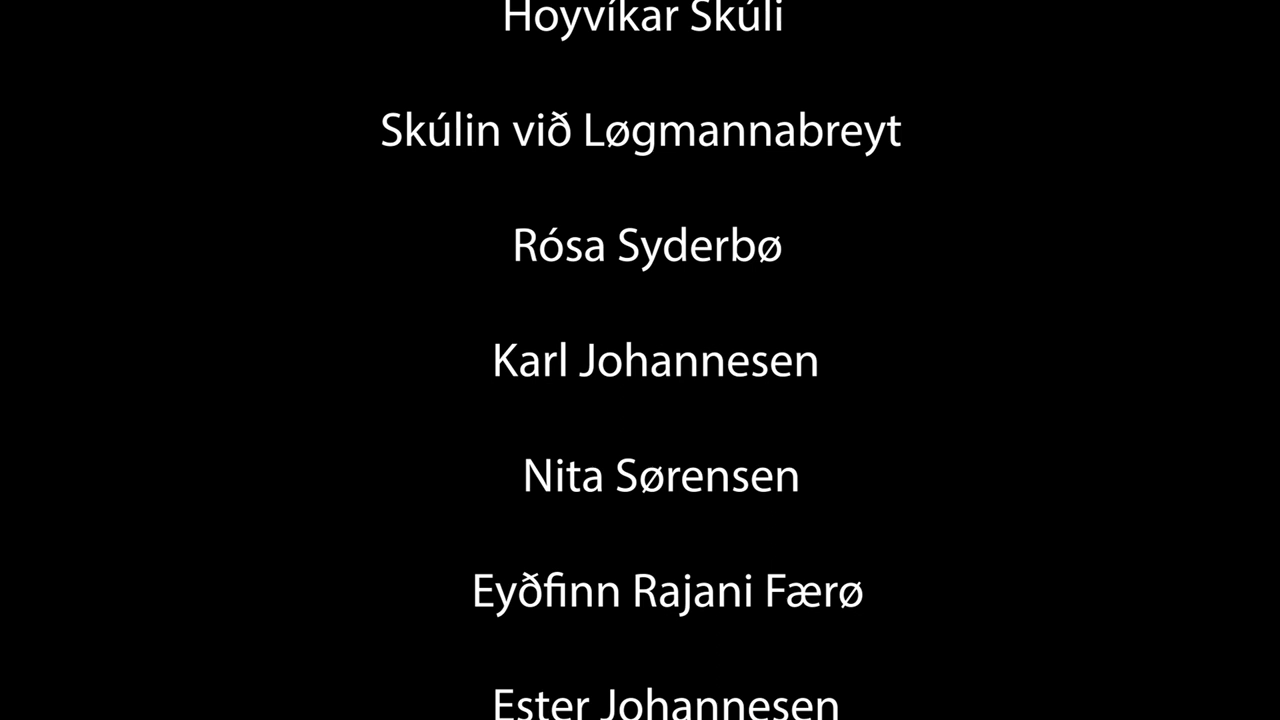 Hoyvíkar Skúli
Skúlin við Løgmannabreyt
Rósa Syderbø
Karl Johannesen
Nita Sørensen
Eyðfinn Rajani Færø
Ester Johannesen